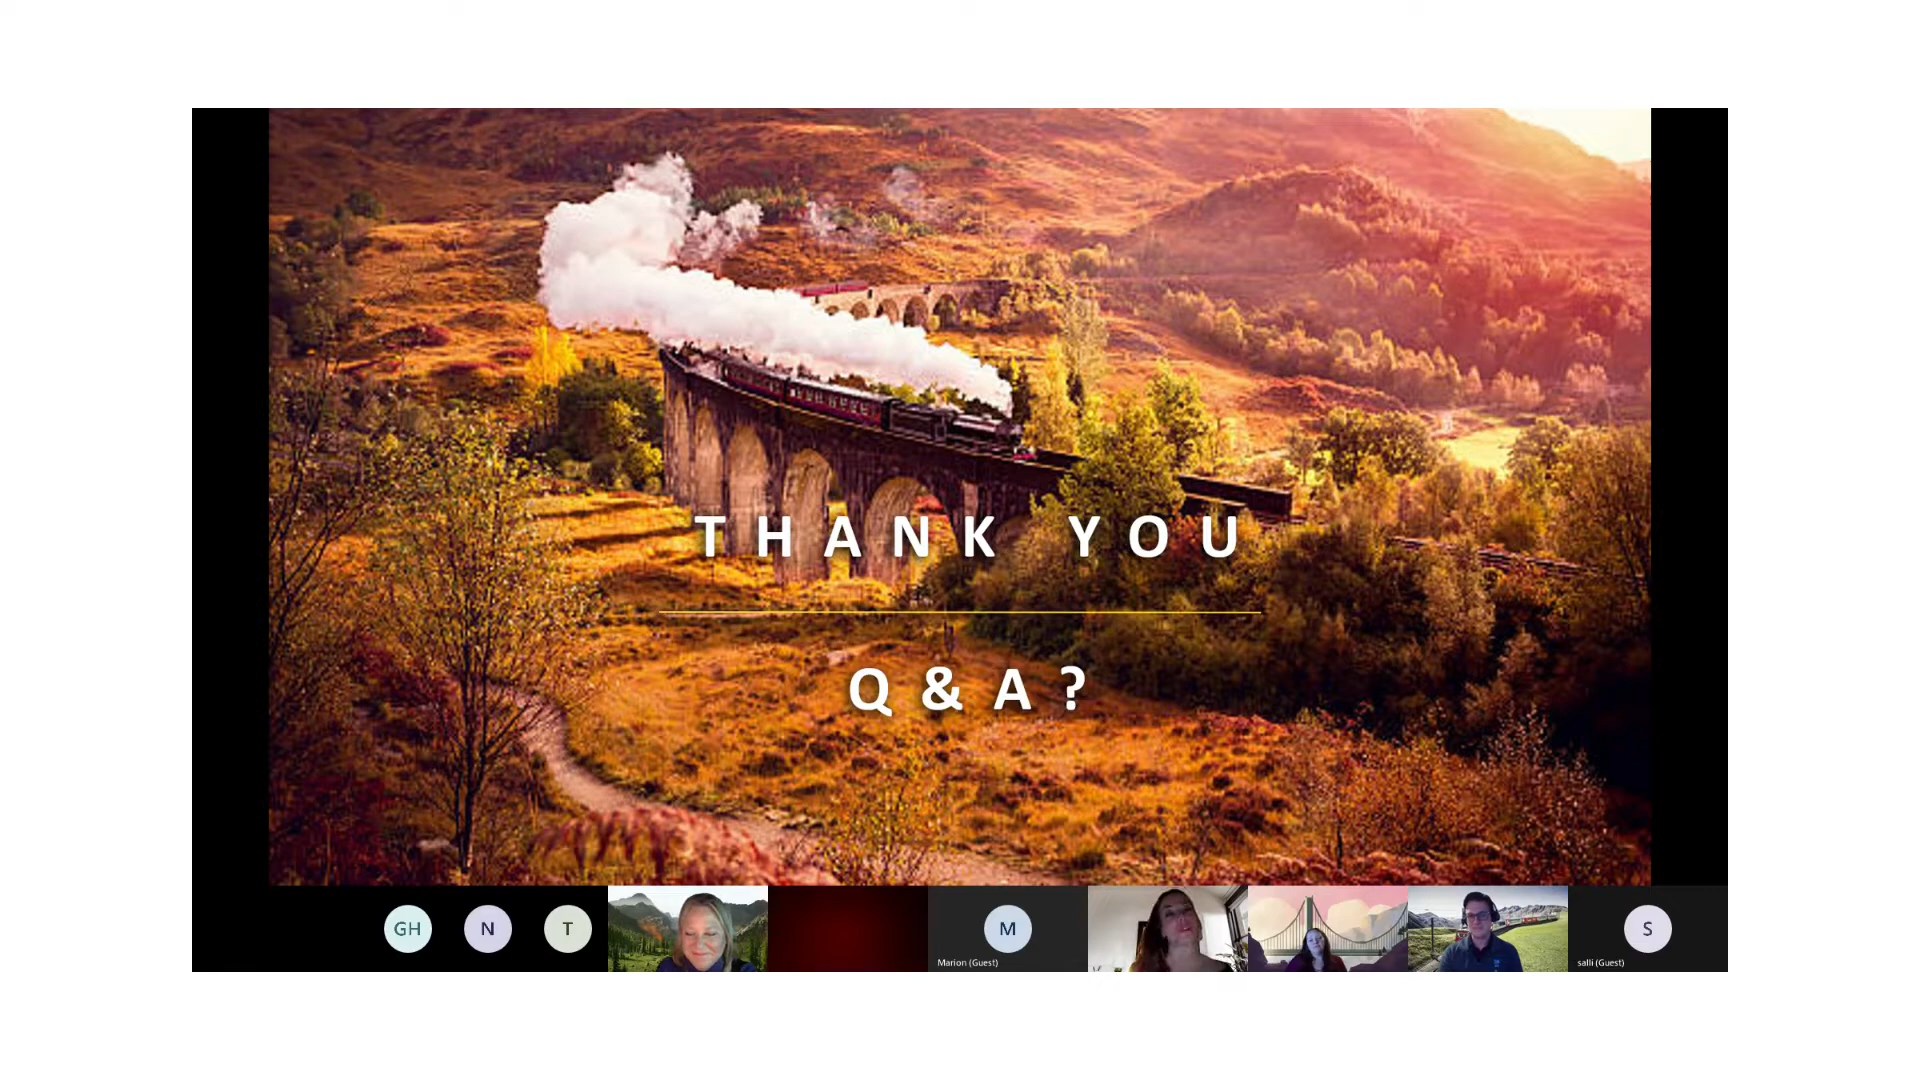 THANK YOU
Q & A ?
GH
N
T
M
Marion (Guest)
salli (Guest)
S